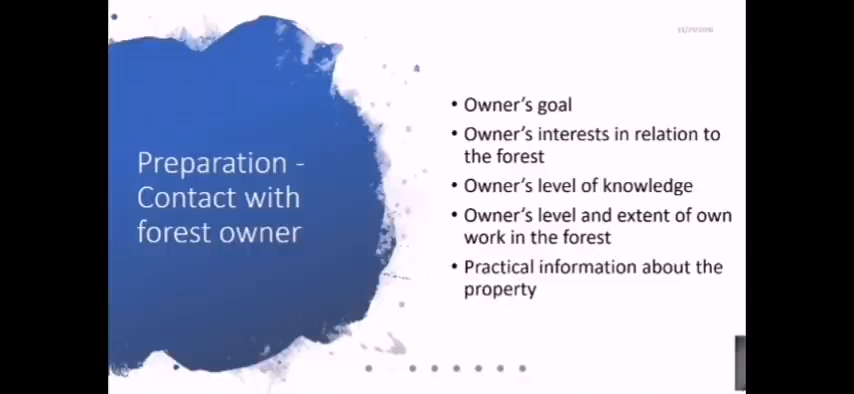 Preparation -
Contact with
forest owner
• Owner's goal
• Owner's interests in relation to
the forest
• Owner's level of knowledge
• Owner's level and extent of own
work in the forest
• Practical information about the
property